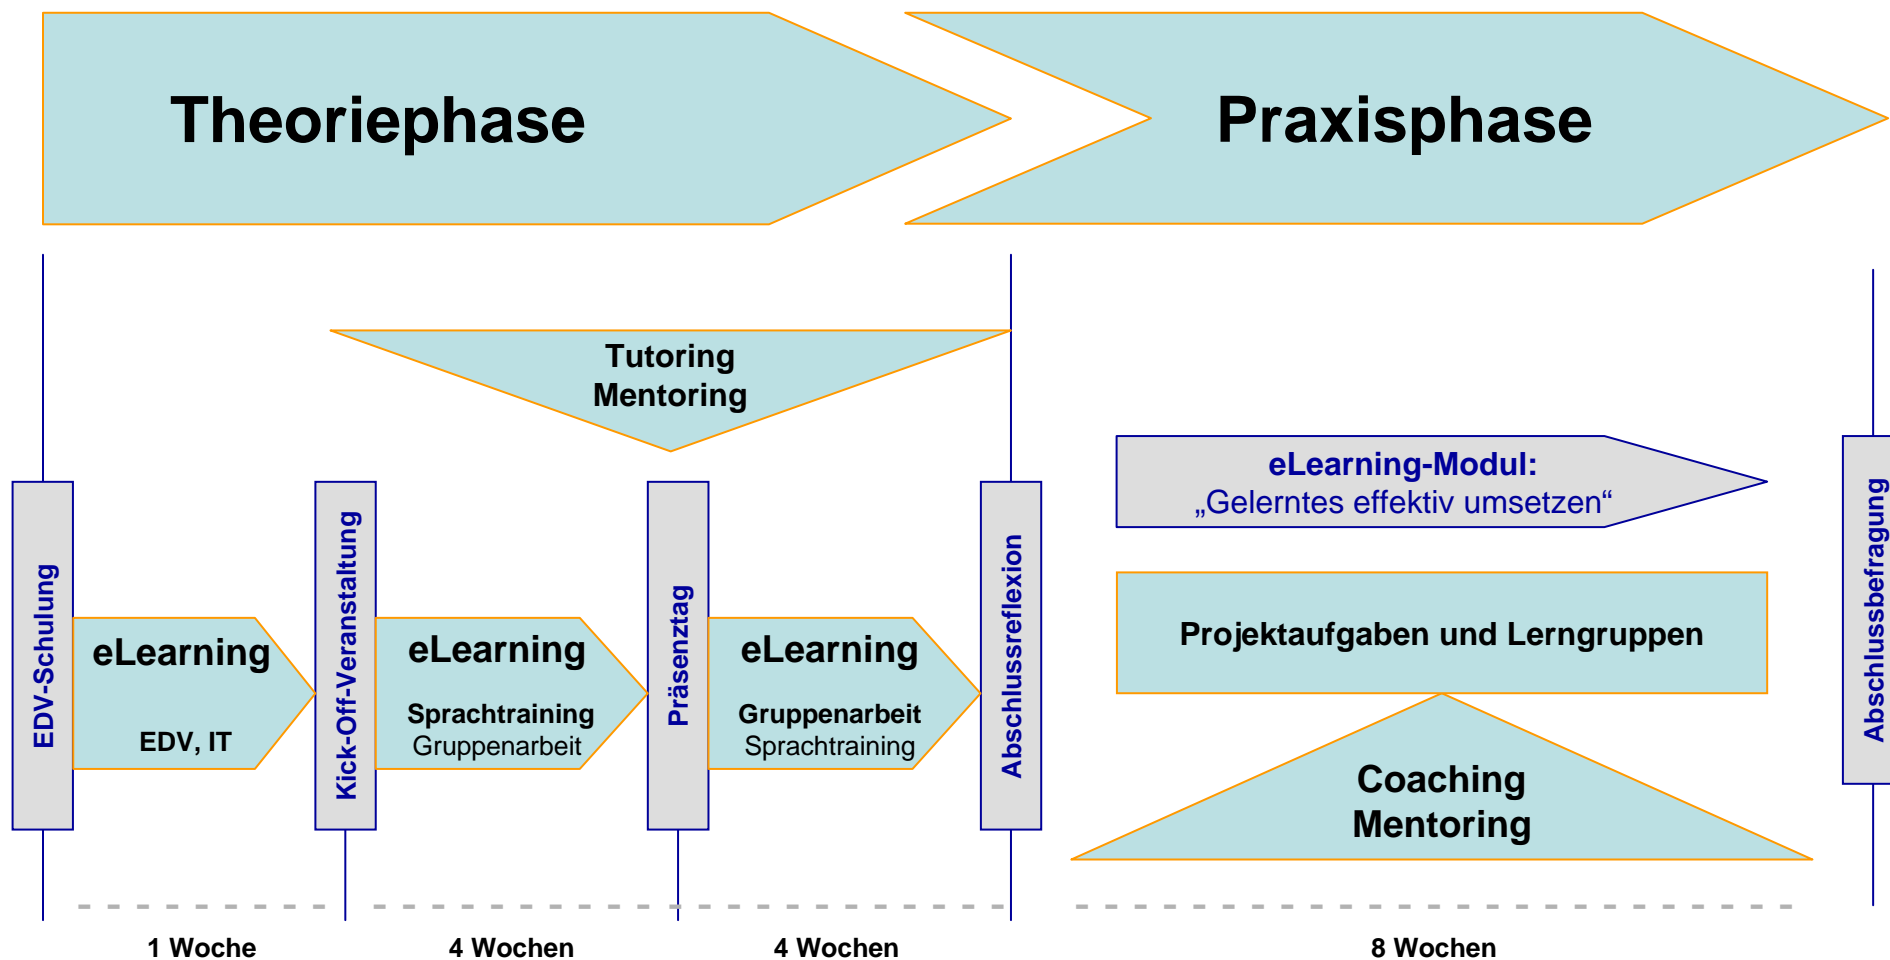 Theoriephase
Praxisphase
Tutoring
Mentoring
EDV-Schulung
eLearning
EDV, IT
Kick-Off-Veranstaltung
eLearning
Sprachtraining
Gruppenarbeit
Präsenztag
eLearning
Gruppenarbeit
Sprachtraining
Abschlussreflexion
eLearning-Modul:
„Gelerntes effektiv umsetzen“
Projektaufgaben und Lerngruppen
Coaching
Mentoring
Abschlussbefragung
1 Woche
4 Wochen
4 Wochen
8 Wochen